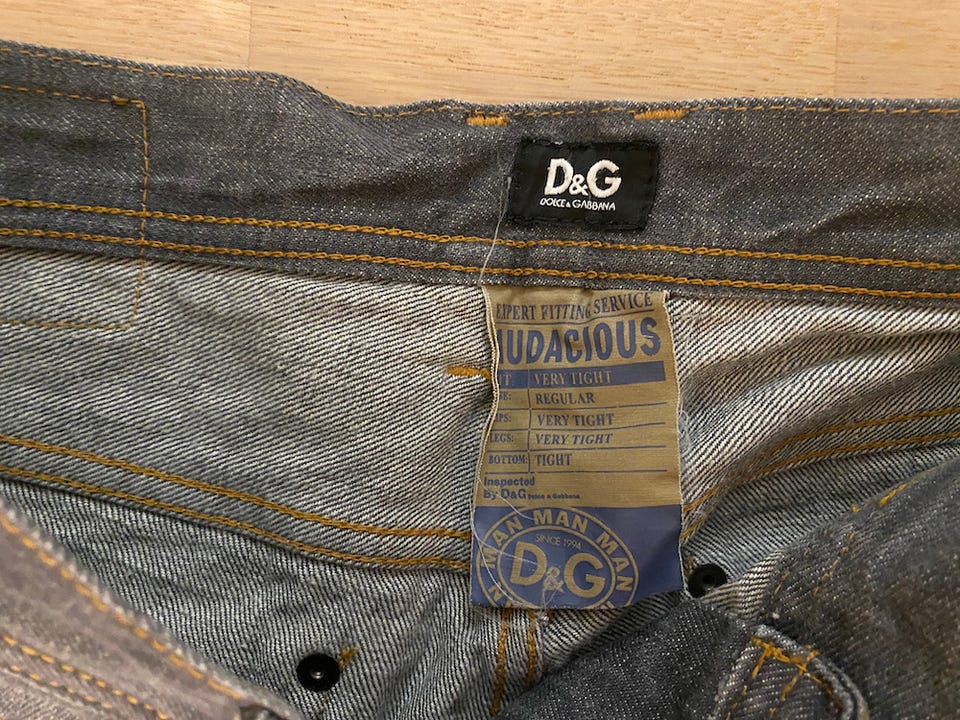 D&G
DOLCE & GABBANA
EXPERT FITTING SERVICE
AUDACIOUS
VERY TIGHT
REGULAR
VERY TIGHT
LEGS: VERY TIGHT
BOTTOM: TIGHT
Inspected
By D&G Dolce & Gabbana
MAN MAN MAN
SINCE 1994
D&G